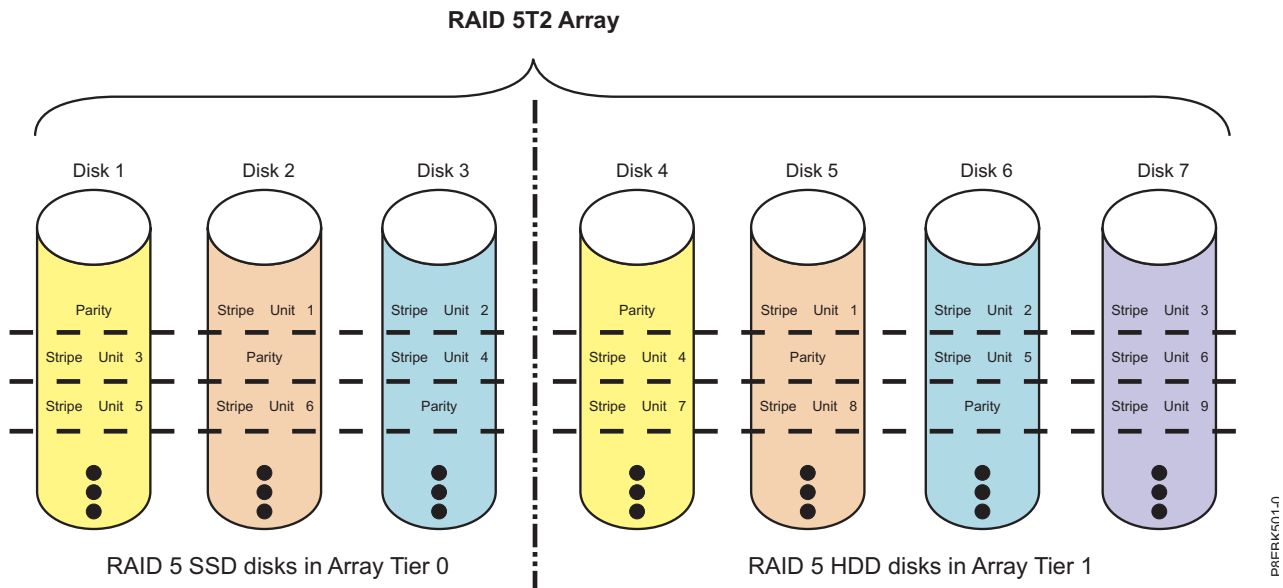 RAID 5T2 Array
Disk 1 Disk 2 Disk 3 Disk 4 Disk 5 Disk 6 Disk 7
Parity Stripe Unit 1 Stripe Unit 2 Parity Stripe Unit 1 Stripe Unit 2 Stripe Unit 3
Stripe Unit 3 Parity Stripe Unit 4 Stripe Unit 4 Parity Stripe Unit 5 Stripe Unit 6
Stripe Unit 5 Stripe Unit 6 Parity Stripe Unit 7 Stripe Unit 8 Parity Stripe Unit 9
RAID 5 SSD disks in Array Tier 0 RAID 5 HDD disks in Array Tier 1
P8EBK501-0